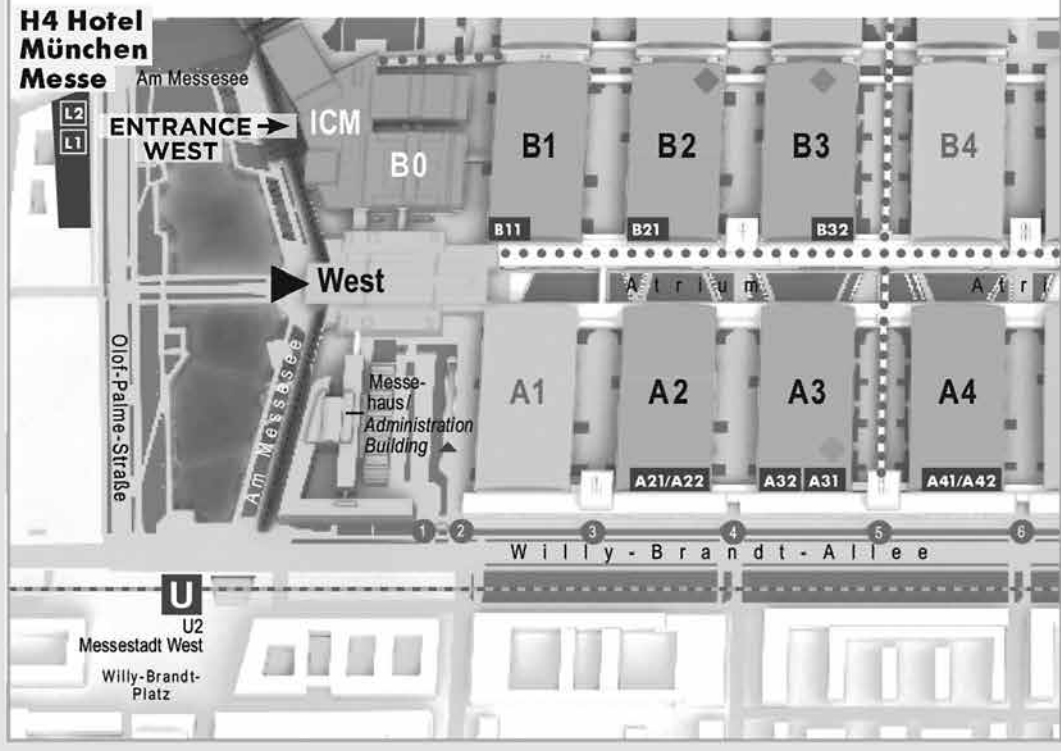 H4 Hotel
München
Messe
Am Messesee
L2
L1
ENTRANCE
WEST
ICM
B0
B1
B2
B3
B4
B11
B21
B32
West
Atrium
Atri
Olof-Palme-Straße
Am Messesee
Messe-
haus/
Administration
Building
A1
A2
A3
A4
A21/A22
A32
A31
A41/A42
1
2
3
4
5
6
Willy-Brandt-Allee
U
U2
Messestadt West
Willy-Brandt-
Platz